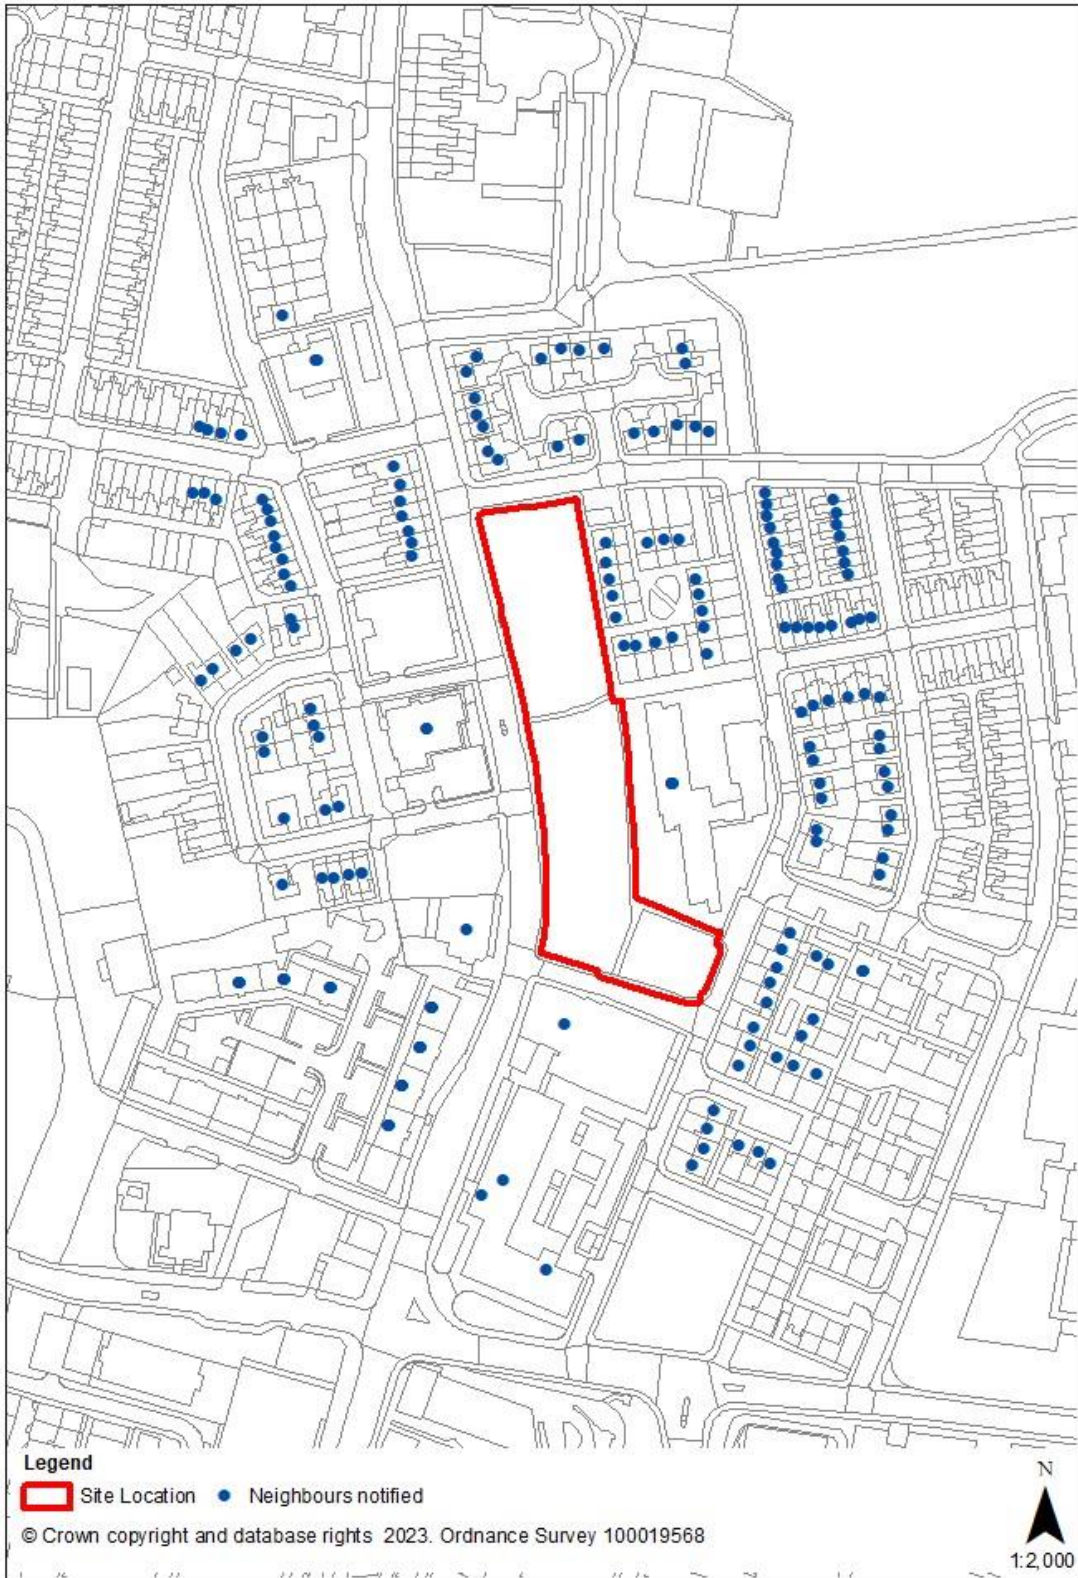 Legend
Site Location Neighbours notified
© Crown copyright and database rights 2023. Ordnance Survey 100019568
N
1:2,000